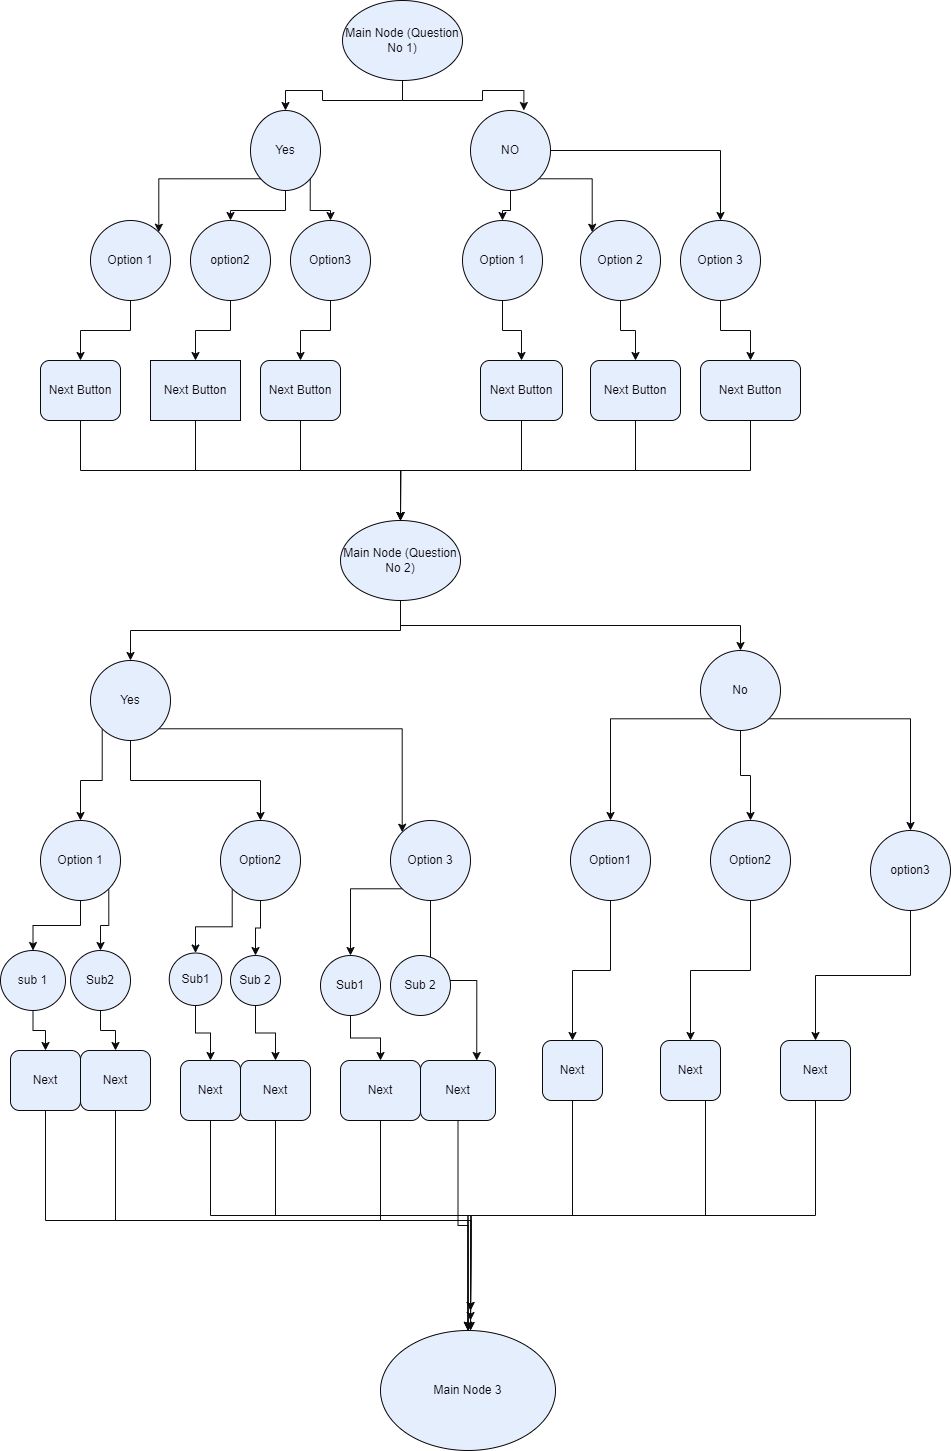 Main Node (Question
No 1)
Yes
NO
Option 1
option2
Option3
Option 1
Option 2
Option 3
Next Button
Next Button
Next Button
Next Button
Next Button
Next Button
Main Node (Question
No 2)
Yes
No
Option 1
Option2
Option 3
Option1
Option2
option3
sub 1
Sub2
Sub1
Sub 2
Sub1
Sub 2
Next
Next
Next
Next
Next
Next
Next
Next
Next
Main Node 3